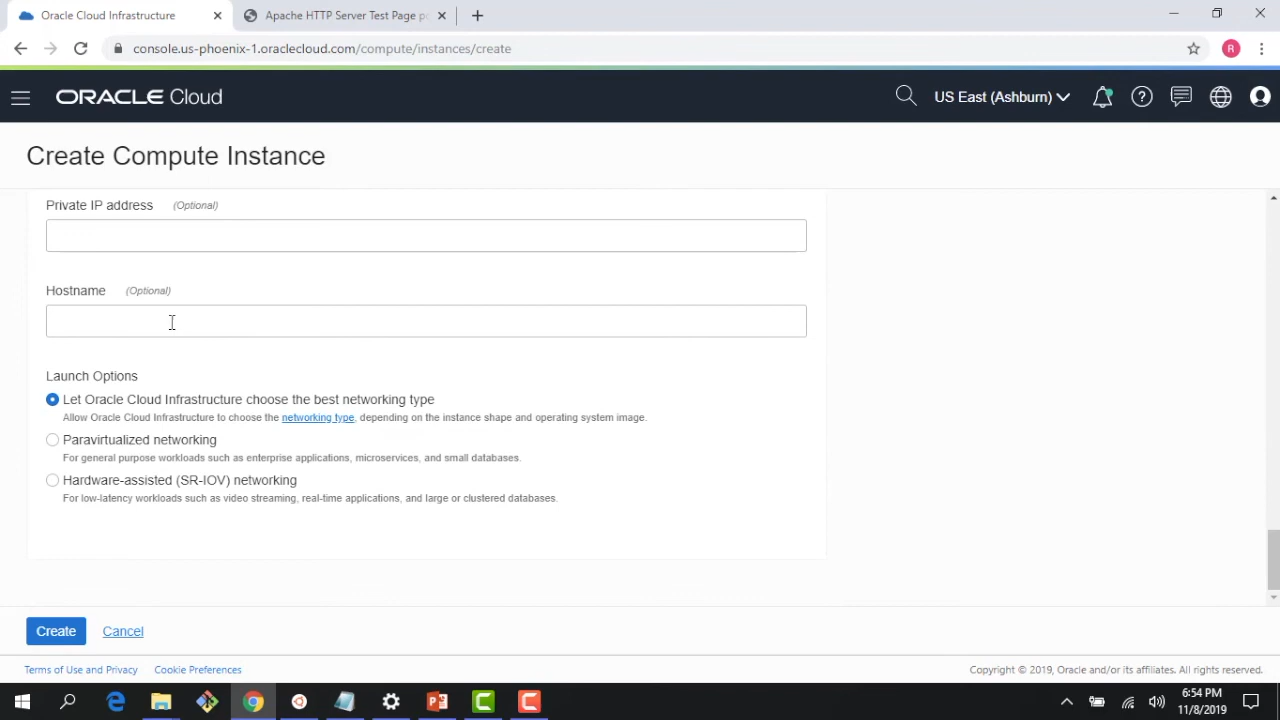 Oracle Cloud Infrastructure
Apache HTTP Server Test Page po
console.us-phoenix-1.oraclecloud.com/compute/instances/create
R
ORACLE Cloud
US East (Ashburn)
Create Compute Instance
Private IP address (Optional)
Hostname (Optional)
Launch Options
Let Oracle Cloud Infrastructure choose the best networking type
Allow Oracle Cloud Infrastructure to choose the networking type, depending on the instance shape and operating system image.
Paravirtualized networking
For general purpose workloads such as enterprise applications, microservices, and small databases.
Hardware-assisted (SR-IOV) networking
For low-latency workloads such as video streaming, real-time applications, and large or clustered databases.
Create Cancel
Terms of Use and Privacy Cookie Preferences Copyright © 2019, Oracle and/or its affiliates. All rights reserved.
6:54 PM
11/8/2019